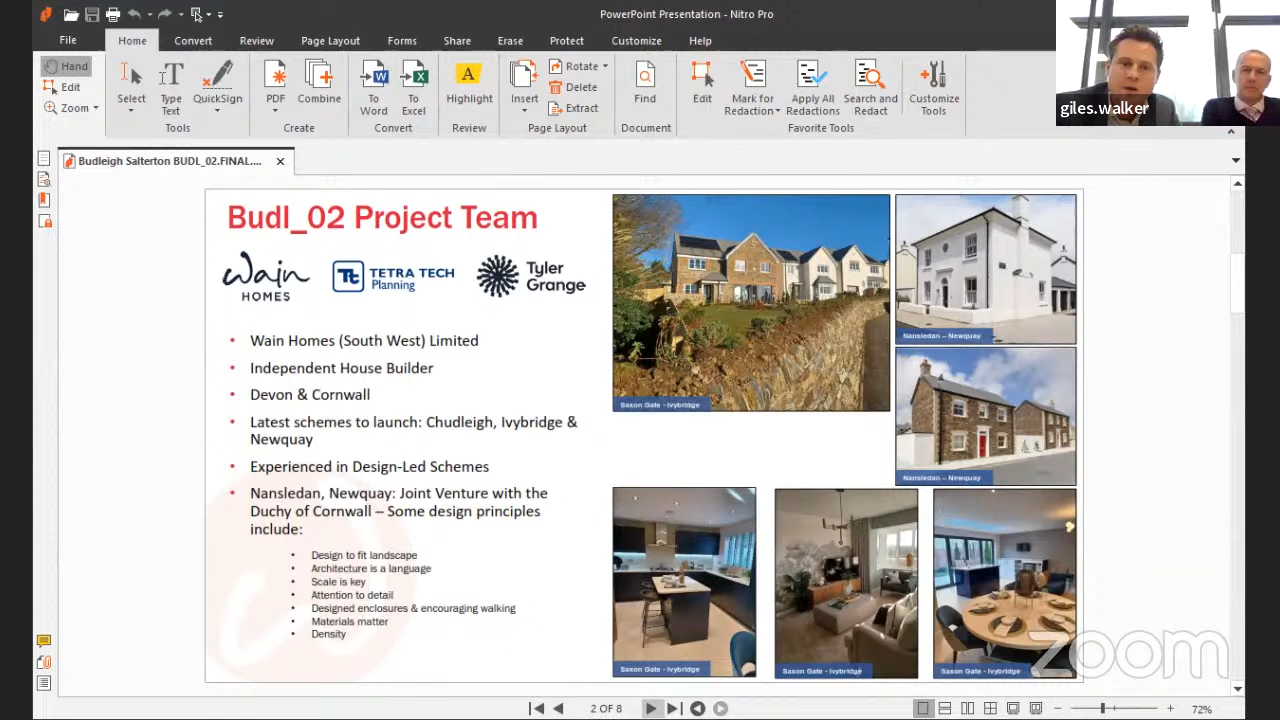 PowerPoint Presentation - Nitro Pro
File
Home
Convert
Review
Page Layout
Forms
Share
Erase
Protect
Customize
Help
Hand
Edit
Zoom
Select
Type Text
QuickSign
Tools
PDF
Combine
Create
To Word
To Excel
Convert
Highlight
Review
Insert
Rotate
Delete
Extract
Page Layout
Find
Document
Edit
Mark for Redaction
Apply All Redactions
Search and Redact
Customize Tools
Favorite Tools
giles.walker
Budleigh Salterton BUDL_02.FINAL....
Budl_02 Project Team
Wain
HOMES
Tt TETRA TECH
Planning
Tyler
Grange
• Wain Homes (South West) Limited
• Independent House Builder
• Devon & Cornwall
• Latest schemes to launch: Chudleigh, Ivybridge &
Newquay
• Experienced in Design-Led Schemes
• Nansledan, Newquay: Joint Venture with the
Duchy of Cornwall – Some design principles
include:
• Design to fit landscape
• Architecture is a language
• Scale is key
• Attention to detail
• Designed enclosures & encouraging walking
• Materials matter
• Density
Saxon Gate - Ivybridge
Nansledan – Newquay
Nansledan – Newquay
Saxon Gate - Ivybridge
Saxon Gate - Ivybridge
Saxon Gate - Ivybridge
zoom
2 OF 8
72%